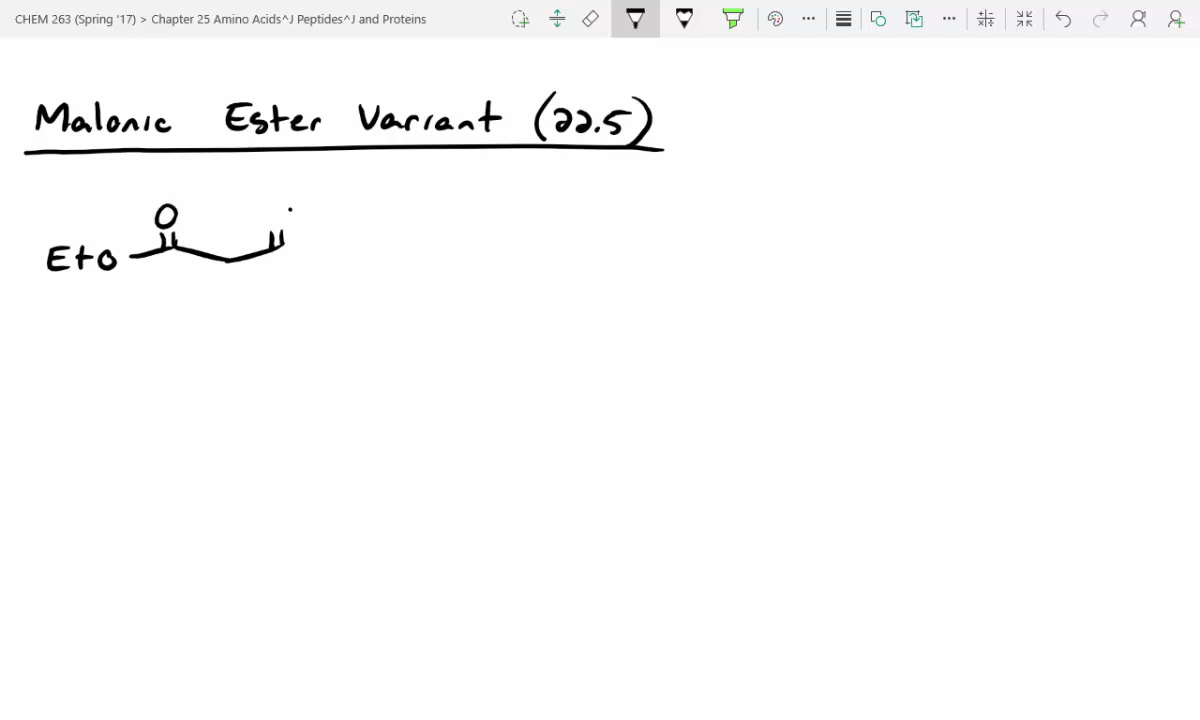 CHEM 263 (Spring '17) > Chapter 25 Amino Acids^J Peptides^J and Proteins
Malonic Ester Variant (22.5)
O
EtO